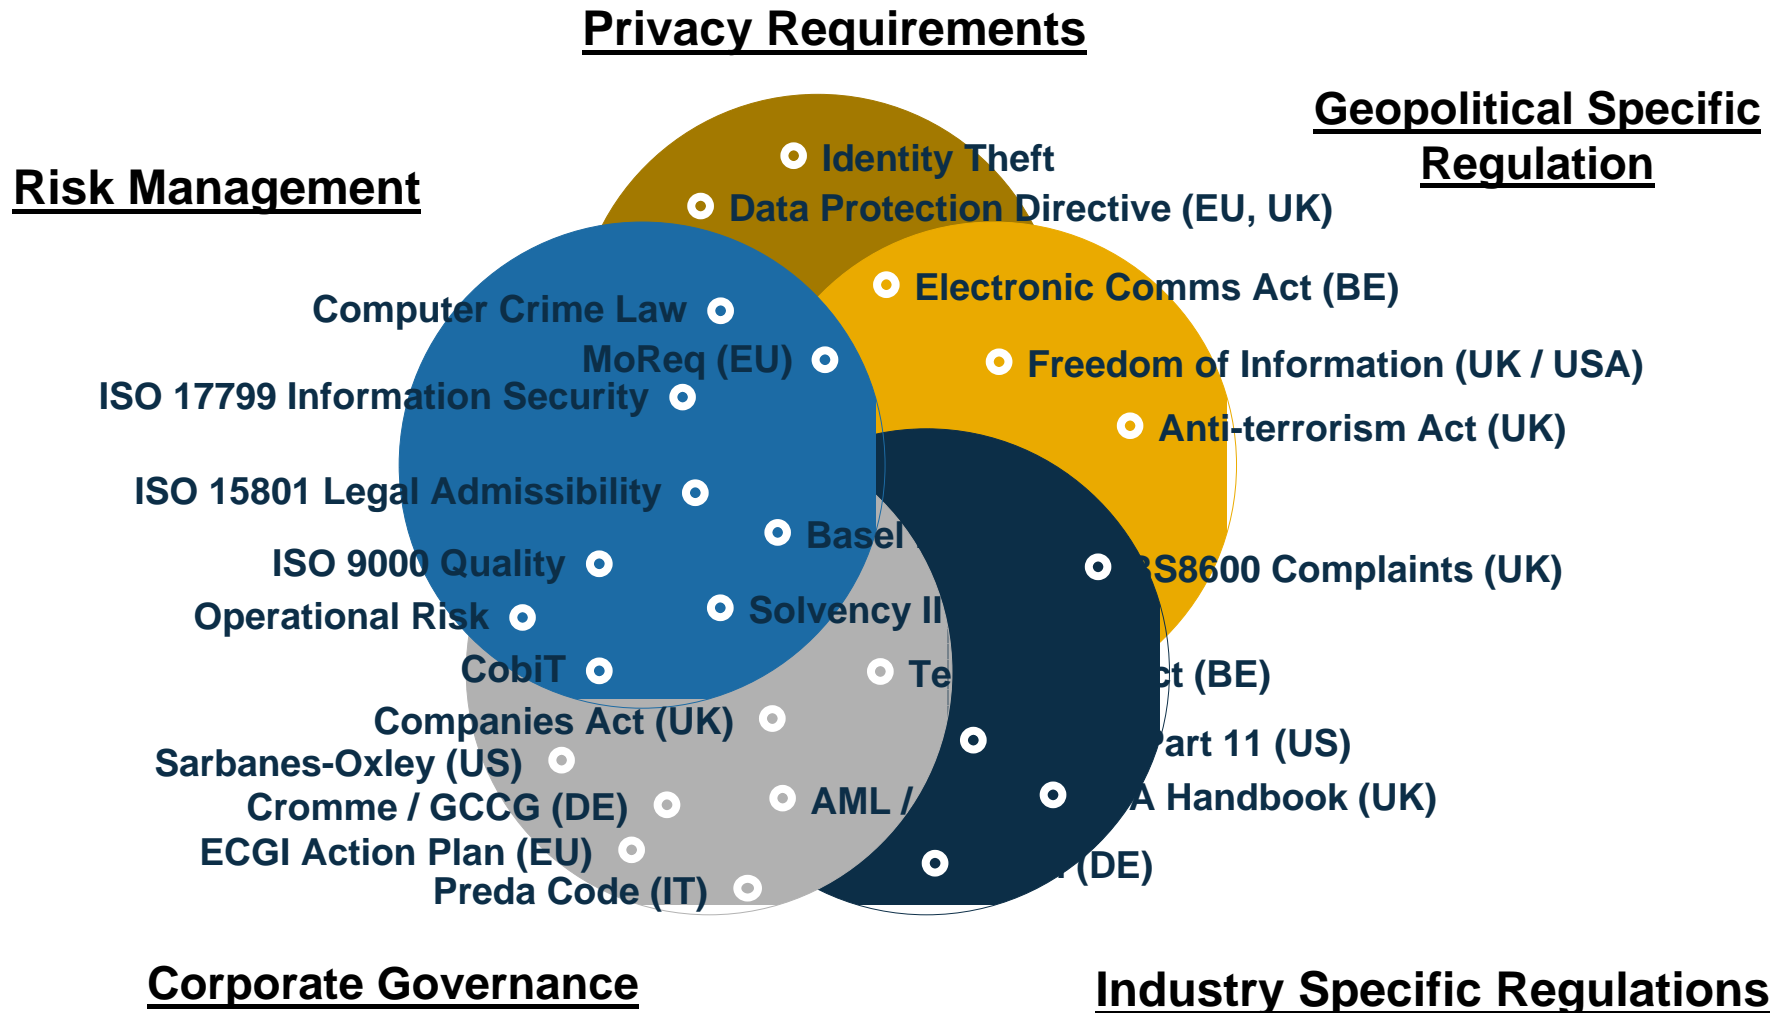 Privacy Requirements
Geopolitical Specific
Regulation
Risk Management
Identity Theft
Data Protection Directive (EU, UK)
Electronic Comms Act (BE)
Computer Crime Law
MoReq (EU)
Freedom of Information (UK / USA)
ISO 17799 Information Security
Anti-terrorism Act (UK)
ISO 15801 Legal Admissibility
Basel
ISO 9000 Quality
BS8600 Complaints (UK)
Operational Risk
Solvency II
CobiT
(BE)
Companies Act (UK)
Part 11 (US)
Sarbanes-Oxley (US)
Handbook (UK)
Cromme / GCCG (DE)
AML /
ECGI Action Plan (EU)
(DE)
Preda Code (IT)
Corporate Governance
Industry Specific Regulations